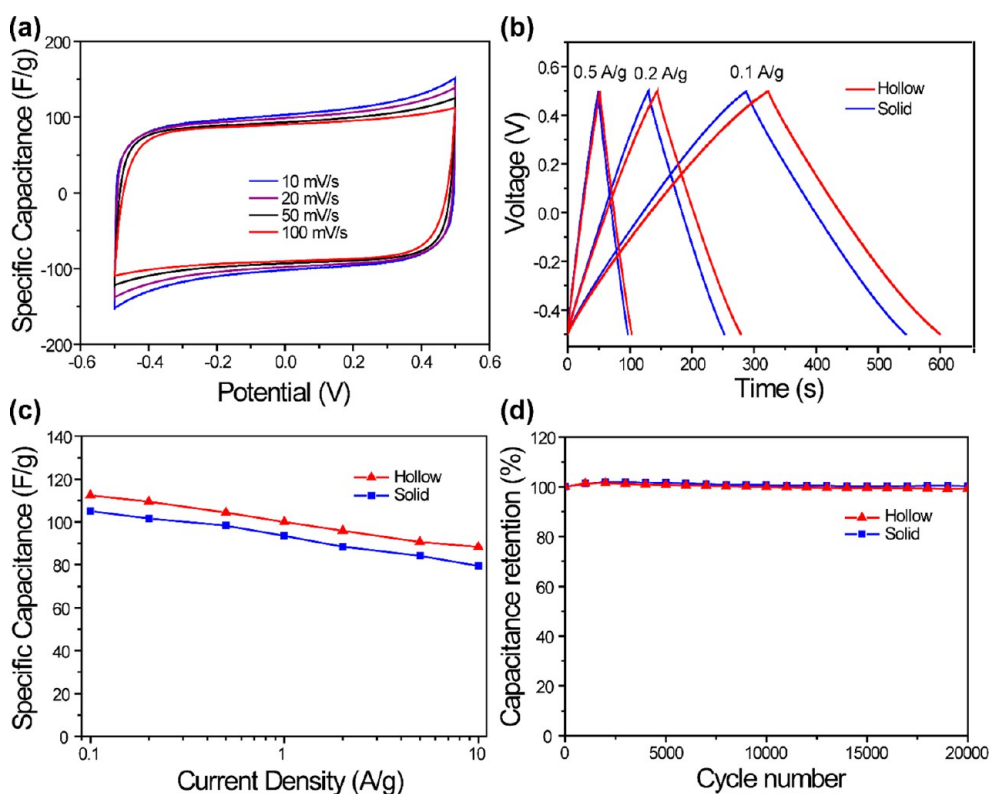 (a)
Specific Capacitance (F/g)
200
150
100
50
0
-50
-100
-150
-200
10 mV/s
20 mV/s
50 mV/s
100 mV/s
-0.6
-0.4
-0.2
0.0
0.2
0.4
0.6
Potential (V)
(b)
Voltage (V)
0.6
0.4
0.2
0.0
-0.2
-0.4
0.5 A/g
0.2 A/g
0.1 A/g
Hollow
Solid
0
100
200
300
400
500
600
Time (s)
(c)
Specific Capacitance (F/g)
140
120
100
80
60
40
20
0
Hollow
Solid
0.1
1
10
Current Density (A/g)
(d)
Capacitance retention (%)
120
100
80
60
40
20
0
Hollow
Solid
0
5000
10000
15000
20000
Cycle number